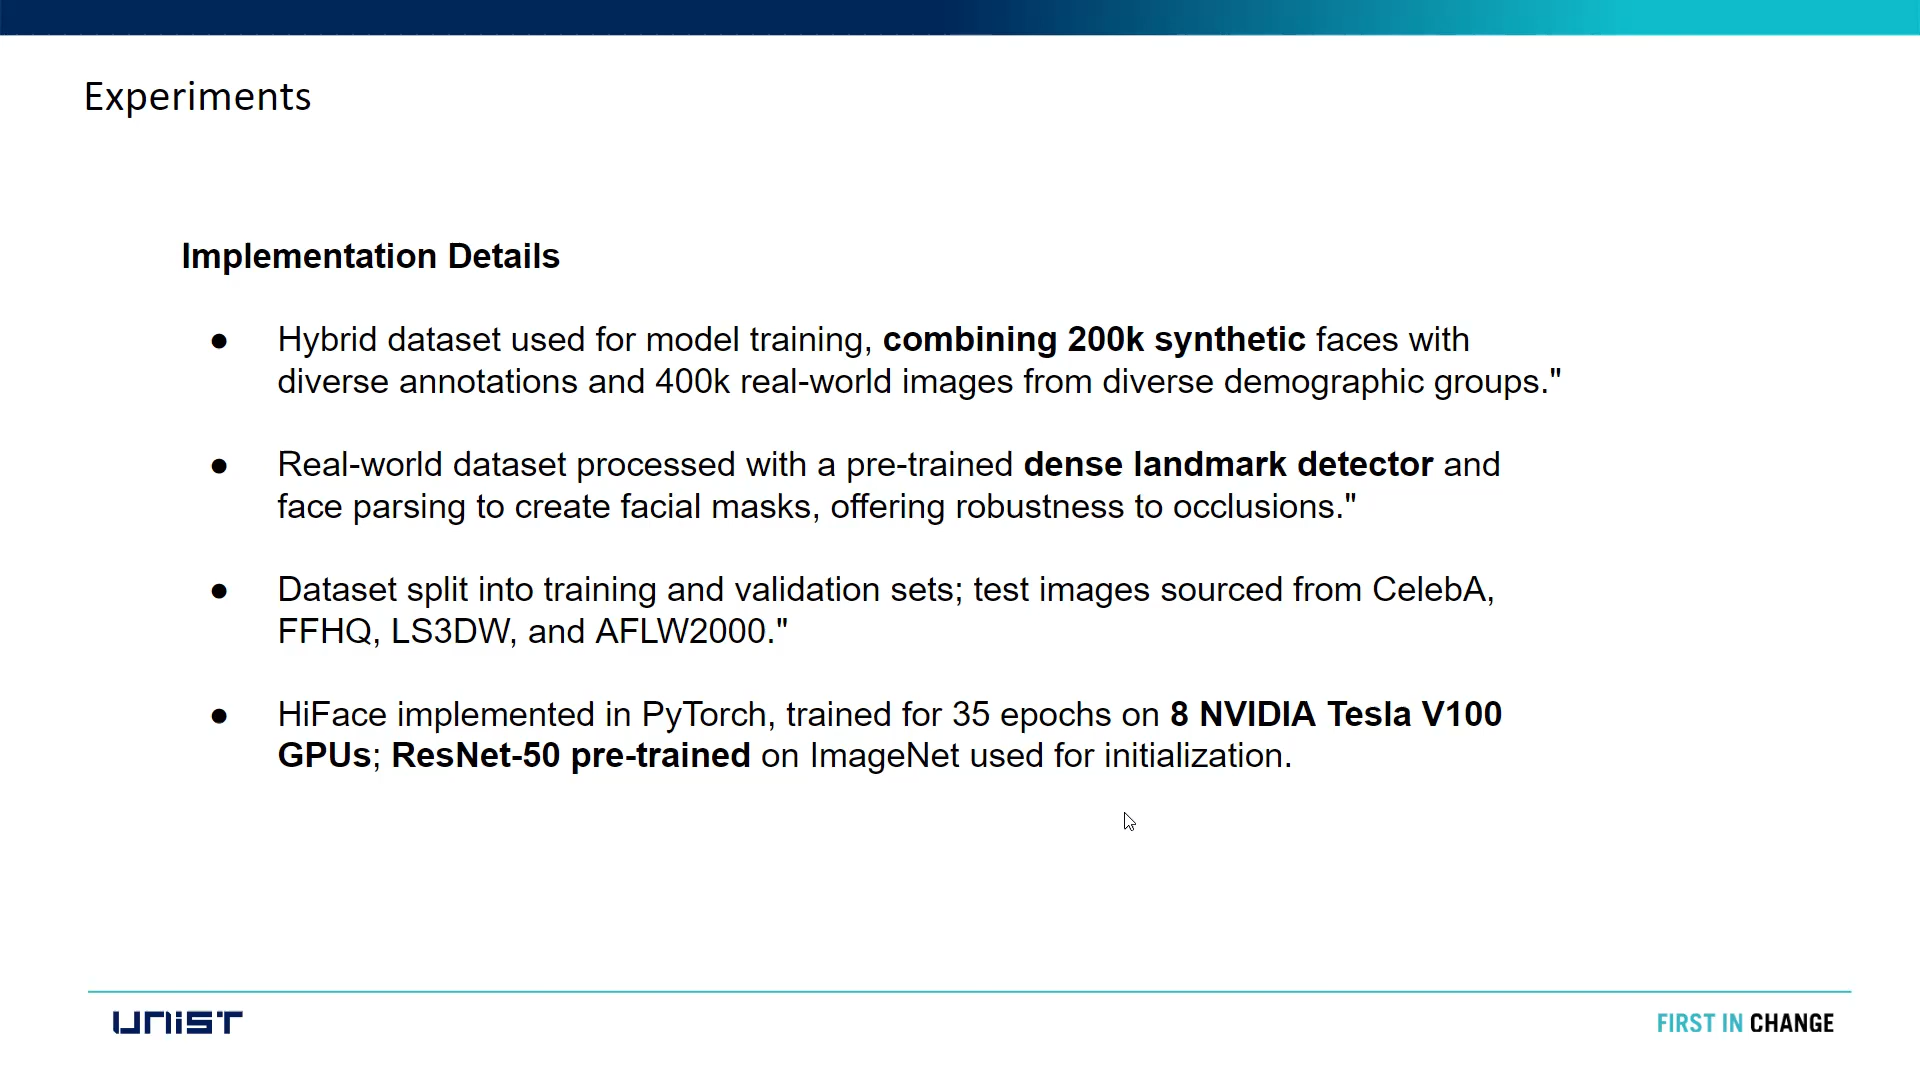 Experiments
Implementation Details
● Hybrid dataset used for model training, combining 200k synthetic faces with
diverse annotations and 400k real-world images from diverse demographic groups."
● Real-world dataset processed with a pre-trained dense landmark detector and
face parsing to create facial masks, offering robustness to occlusions."
● Dataset split into training and validation sets; test images sourced from CelebA,
FFHQ, LS3DW, and AFLW2000."
● HiFace implemented in PyTorch, trained for 35 epochs on 8 NVIDIA Tesla V100
GPUs; ResNet-50 pre-trained on ImageNet used for initialization.
UNIST
FIRST IN CHANGE